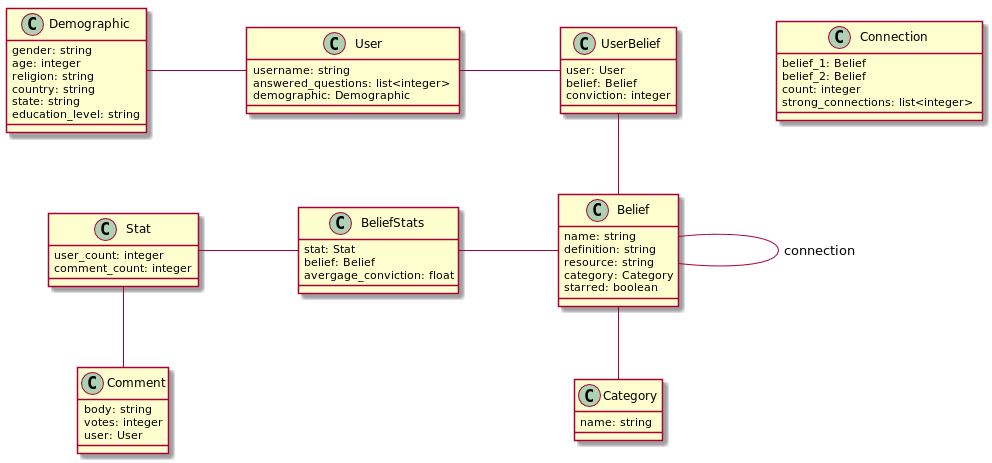 C Demographic
gender: string
age: integer
religion: string
country: string
state: string
education_level: string
C User
username: string
answered_questions: list<integer>
demographic: Demographic
C UserBelief
user: User
belief: Belief
conviction: integer
C Connection
belief_1: Belief
belief_2: Belief
count: integer
strong_connections: list<integer>
C Stat
user_count: integer
comment_count: integer
C BeliefStats
stat: Stat
belief: Belief
avergage_conviction: float
C Belief
name: string
definition: string
resource: string
category: Category
starred: boolean
connection
C Comment
body: string
votes: integer
user: User
C Category
name: string